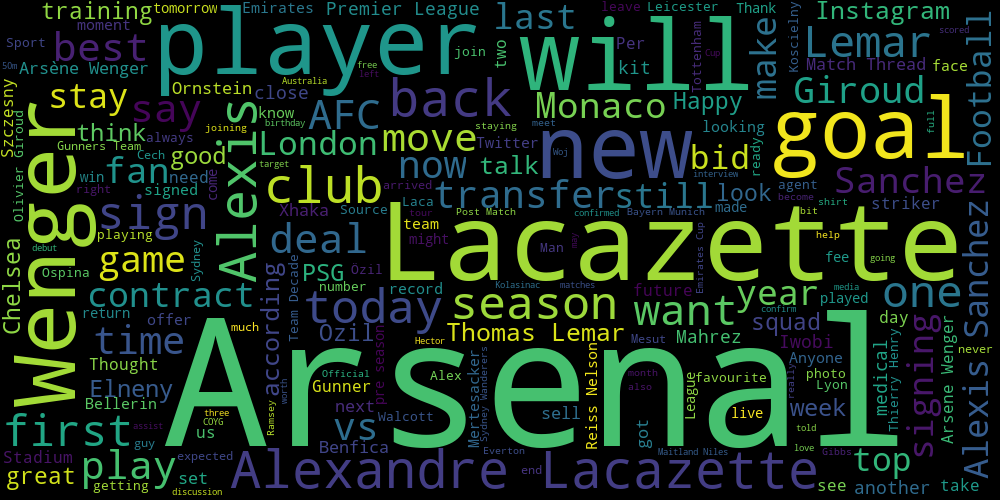 training
tomorrow
Emirates
Premier League
last
leave
Leicester
Thank
Instagram
moment
best
player
will
make
Lemar
Koscielny
scored
Sport
50m
Arsène Wenger
Ornstein
Australia
free
left
join
two
Per
kit
Tottenham
Cup
Match Thread
face
Football
Szczesny
stay
say
close
AFC
back
Monaco
Happy
Giroud
Olivier Giroud
Wenger
think
always
Gunners Team
joining
know
birthday
London
move
staying
Twitter
meet
new
looking
ready
goal
full
fan
good
Cech
win
need
right
signed
come
Alexis
target
club
now
talk
Woj
bid
interview
agent
become
Sanchez
striker
arrived
Laca
transfer
still
look
made
shirt
sign
playing
Xhaka
Source
tour
team
Post Match
confirmed
Bayern Munich
bit
Chelsea
debut
game
Sydney
deal
might
Lacazette
Man
may
help
fee
going
Ospina
according
Team Decade
PSG
Ozil
number
record
Kolasinac
matches
Emirates Cup
future
year
media
played
one
contract
return
offer
today
season
want
confirm
day
Alexis Sanchez
time
much
Ozil
pre season
Thomas Lemar
Mesut
Mahrez
squad
Iwobi
signing
never
Thought
Arsenal
Hector
Anyone
Thierry Henry
Arsene Wenger
medical
Elneny
Official
Gunner
worth
Alex
Mertesacker
Sydney Wanderers
Reiss Nelson
month
also
League
favourite
really
photo
Lyon
Bellerin
three
COYG
Ramsey
next
Walcott
sell
live
week
first
assist
us
vs
got
told
guy
Benfica
Everton
Maitland Niles
love
Gibbs
top
Stadium
great
play
expected
getting
set
discussion
Alexandre Lacazette
end
see
another
take